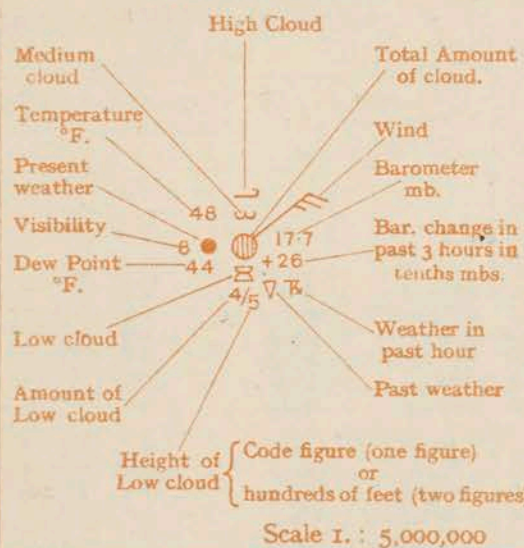 High Cloud
Medium
cloud
Total Amount
of cloud.
Temperature
°F.
Wind
Present
weather
Barometer
mb.
Visibility
Bar. change in
past 3 hours in
tenths mbs.
Dew Point
°F.
48
8
17·7
44
+26
4/5
Low cloud
Weather in
past hour
Amount of
Low cloud
Past weather
Height of
Low cloud
Code figure (one figure)
or
hundreds of feet (two figures
Scale 1. : 5,000,000